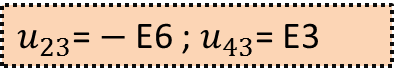 𝑢₂₃= − E6 ; 𝑢₄₃= E3